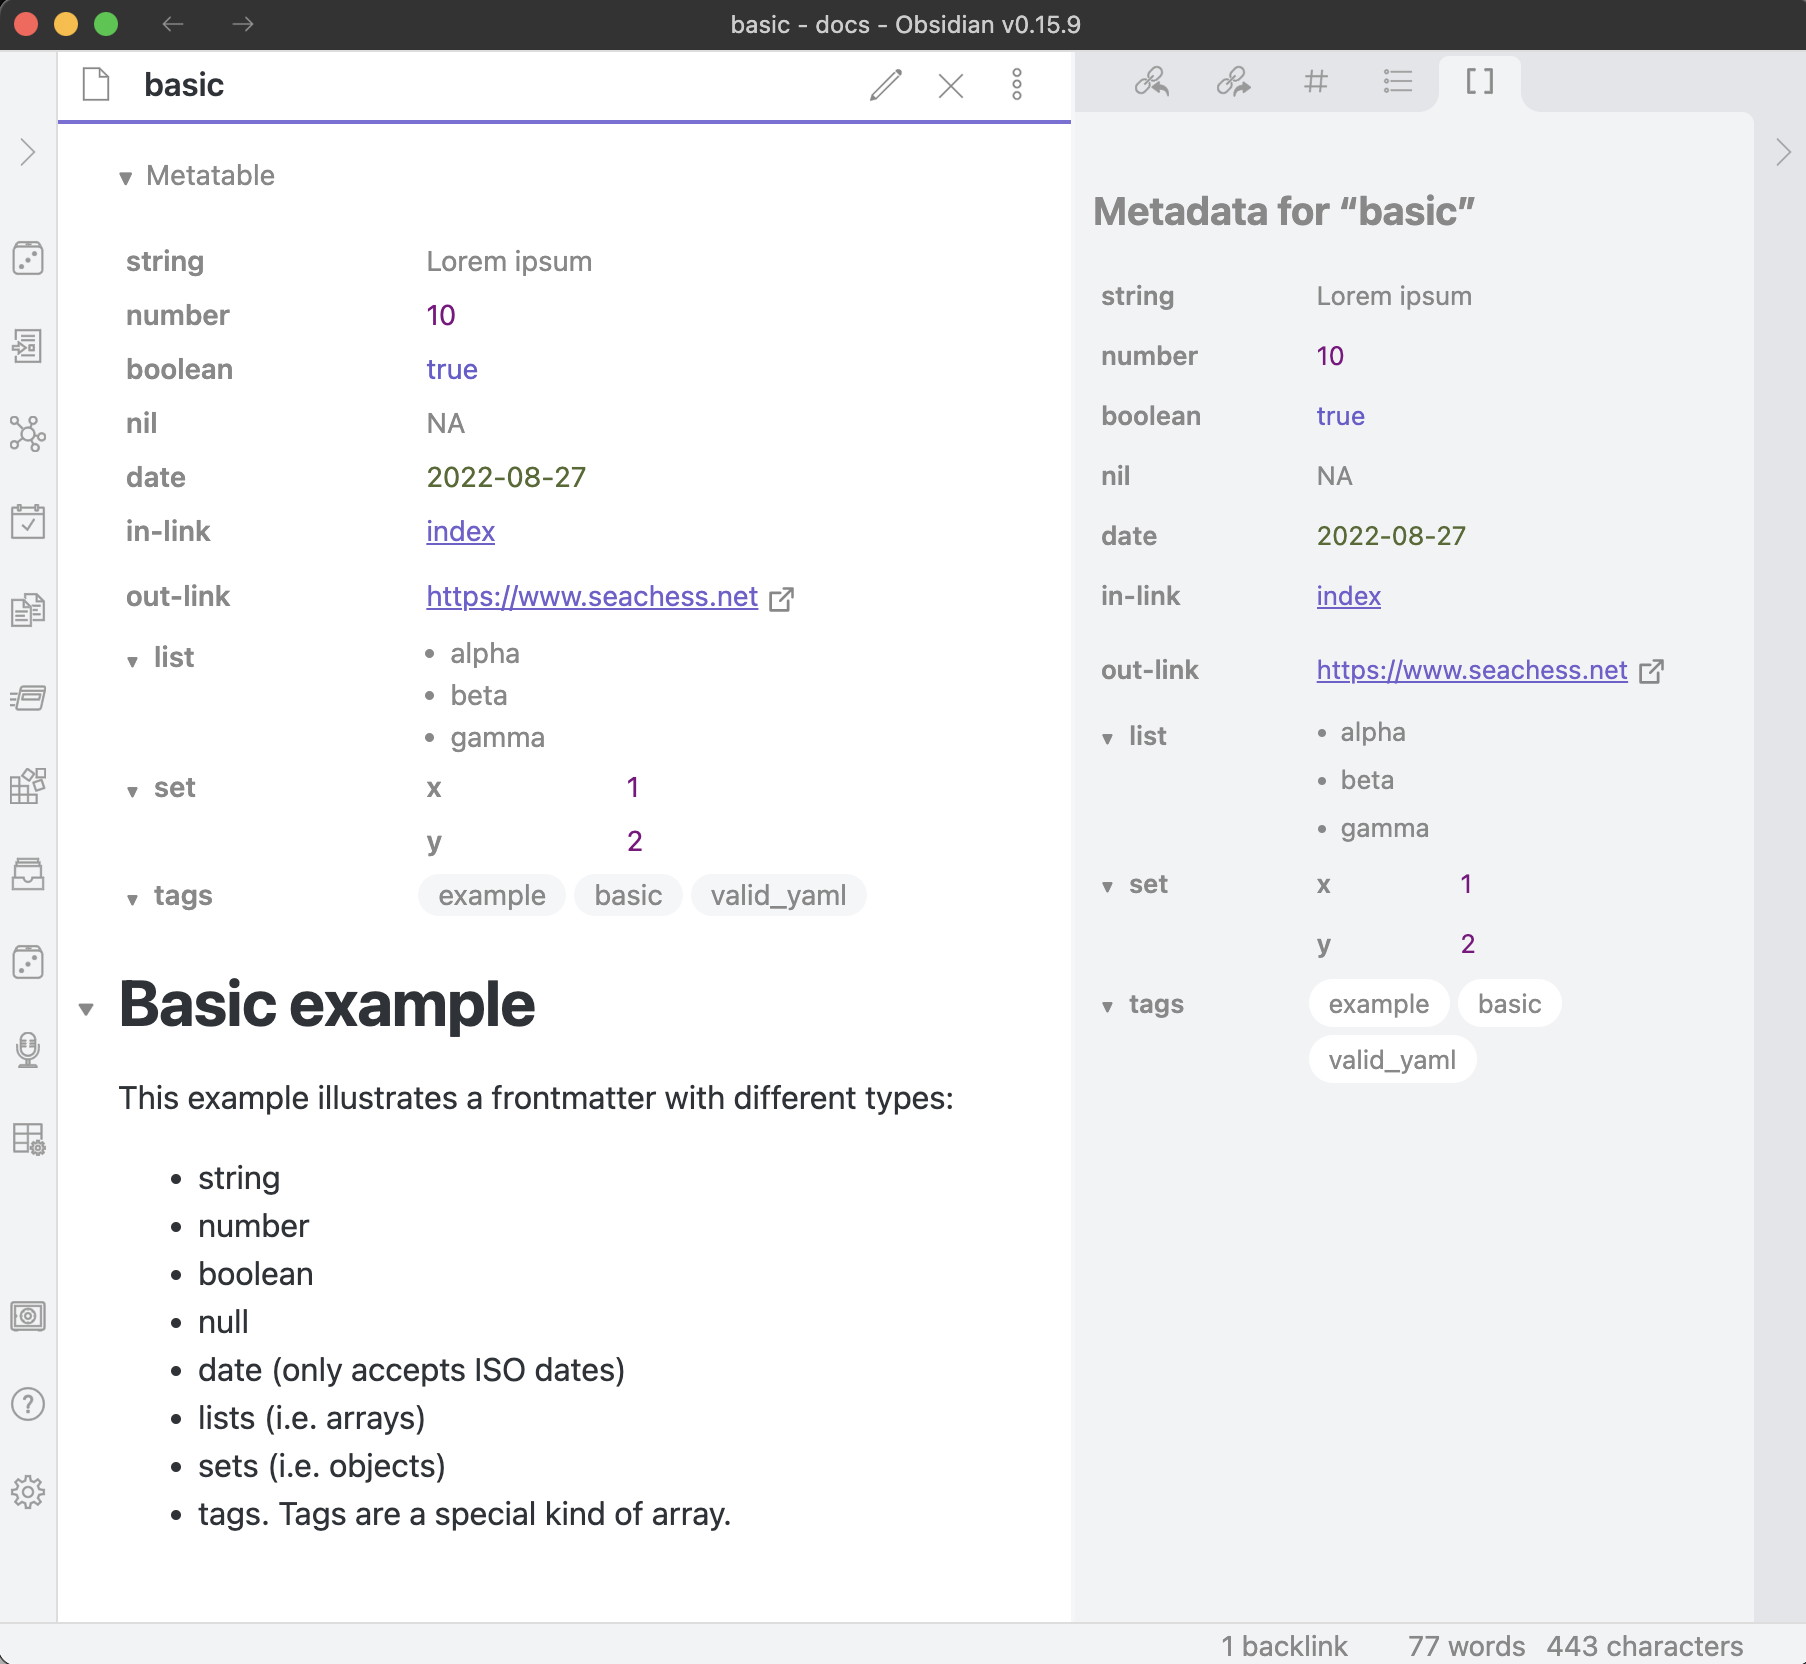 basic - docs - Obsidian v0.15.9
basic
Metatable
string Lorem ipsum
number 10
boolean true
nil NA
date 2022-08-27
in-link index
out-link https://www.seachess.net
list • alpha
• beta
• gamma
set x 1
y 2
tags example basic valid_yaml
Basic example
This example illustrates a frontmatter with different types:
• string
• number
• boolean
• null
• date (only accepts ISO dates)
• lists (i.e. arrays)
• sets (i.e. objects)
• tags. Tags are a special kind of array.
Metadata for “basic”
string Lorem ipsum
number 10
boolean true
nil NA
date 2022-08-27
in-link index
out-link https://www.seachess.net
list • alpha
• beta
• gamma
set x 1
y 2
tags example basic
valid_yaml
1 backlink 77 words 443 characters